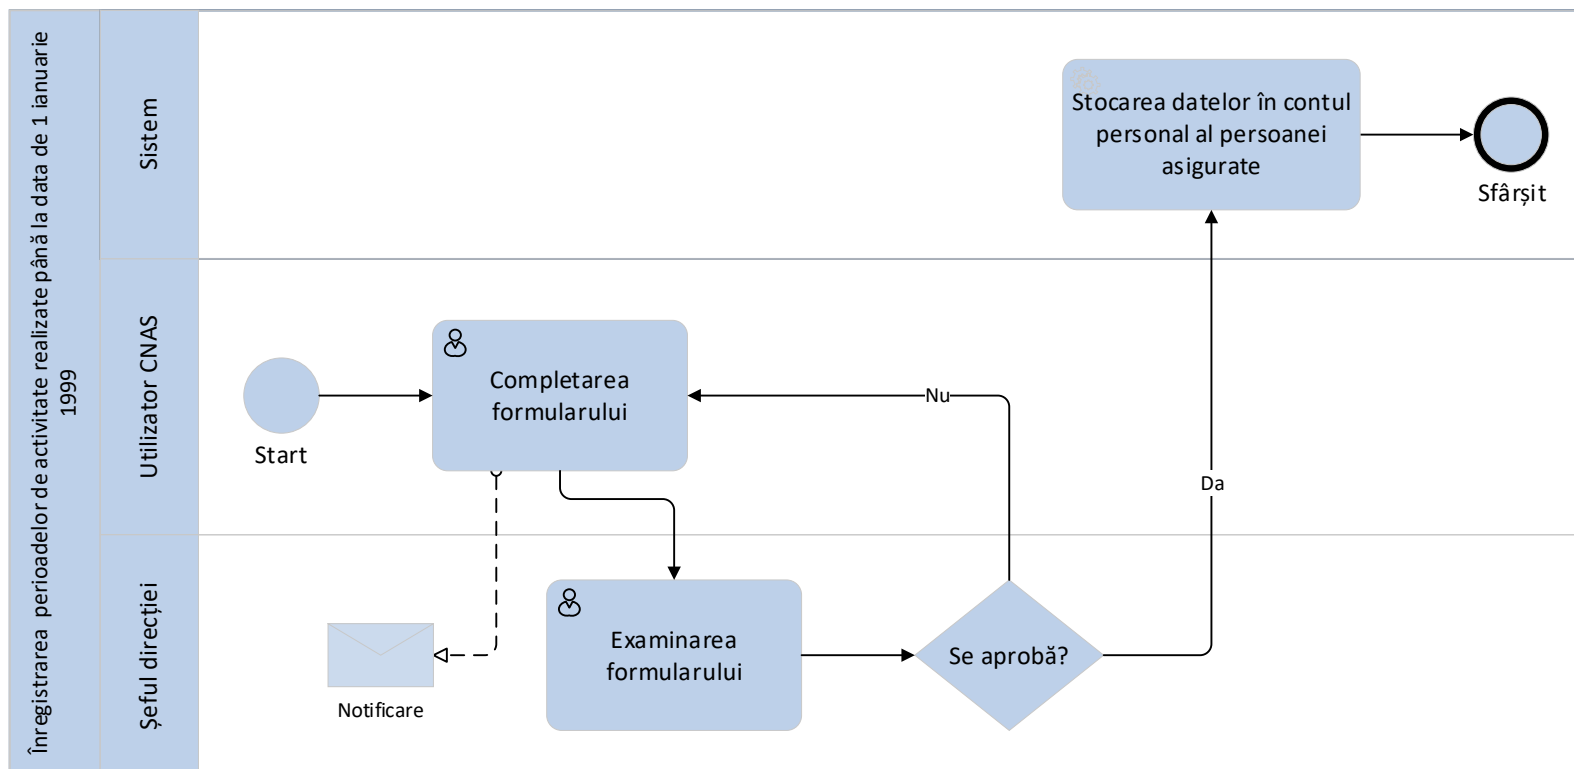 Înregistrarea perioadelor de activitate realizate până la data de 1 ianuarie
1999
Sistem
Stocarea datelor în contul
personal al persoanei
asigurate
Sfârșit
Utilizator CNAS
Start
Completarea
formularului
Nu
Da
Șeful direcției
Notificare
Examinarea
formularului
Se aprobă?